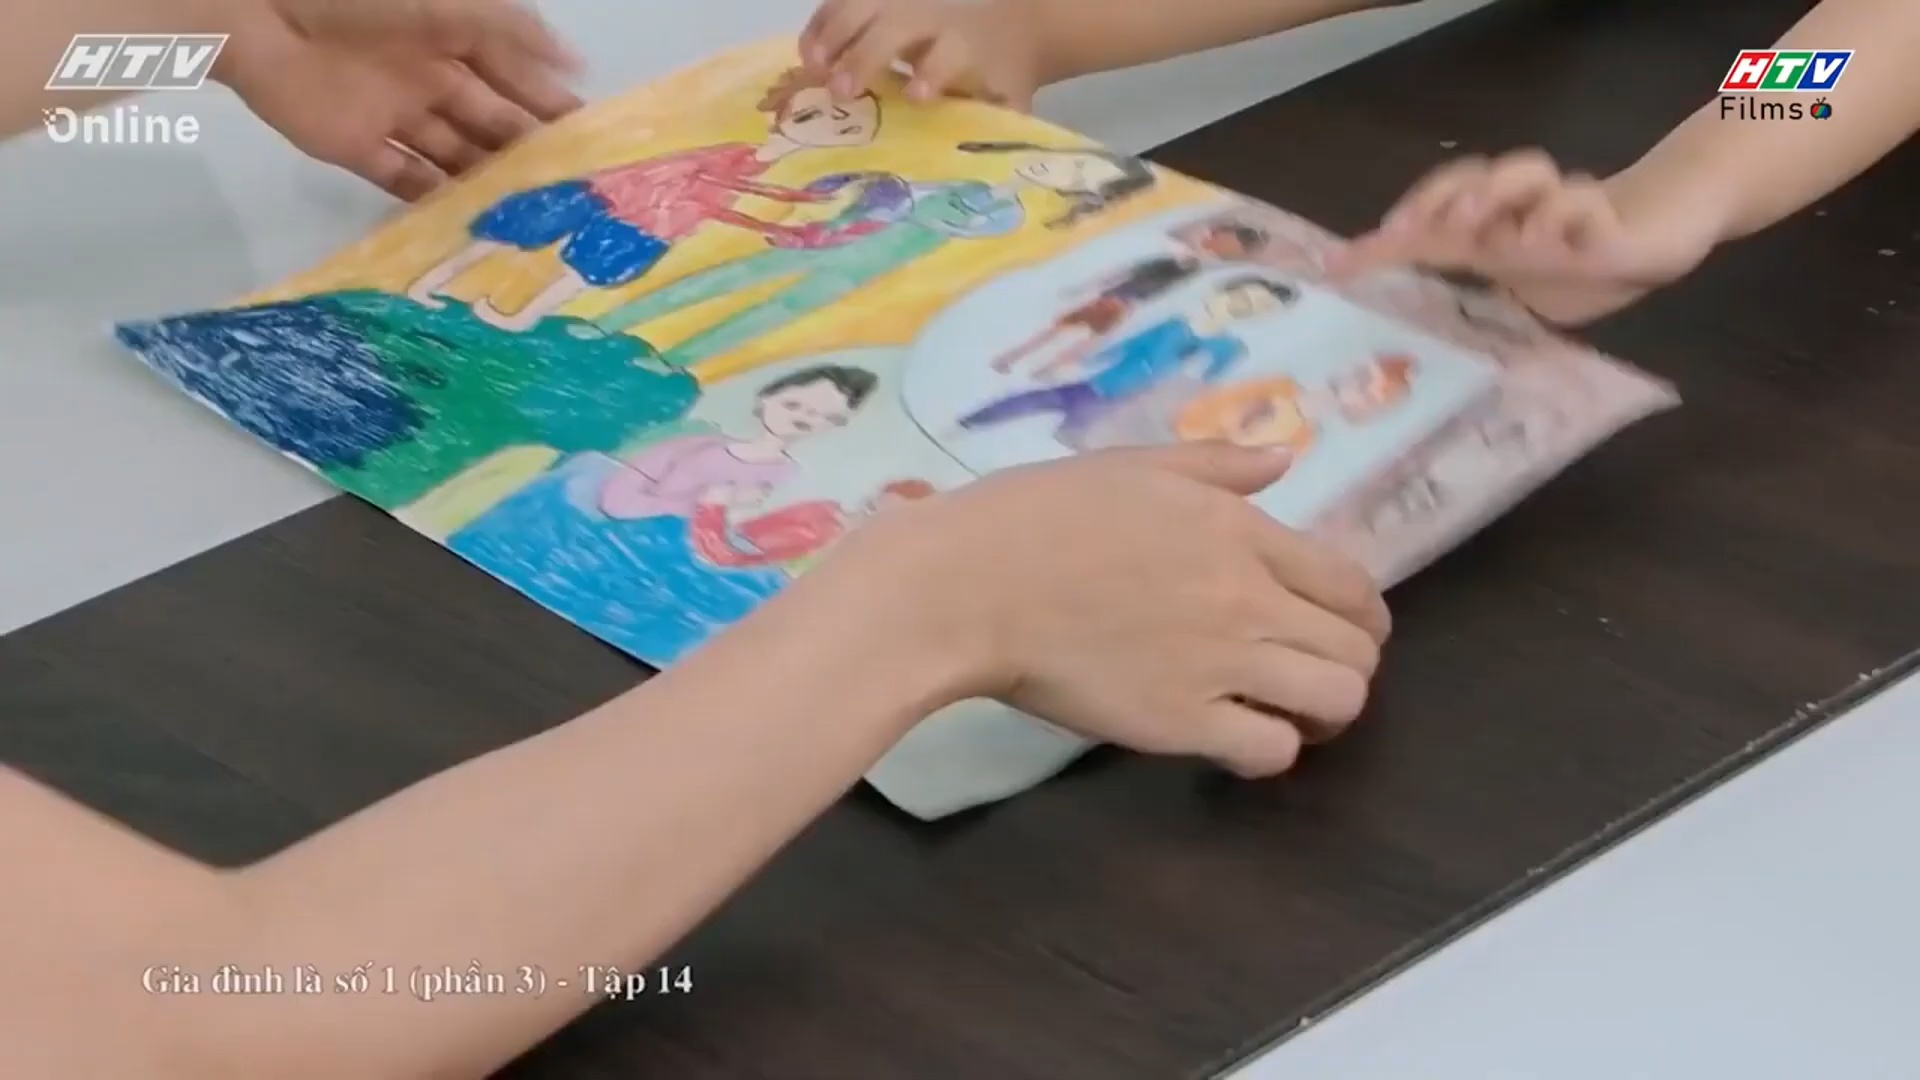 HTV
Online
HTV
Films
Gia đình là số 1 (phần 3) - Tập 14